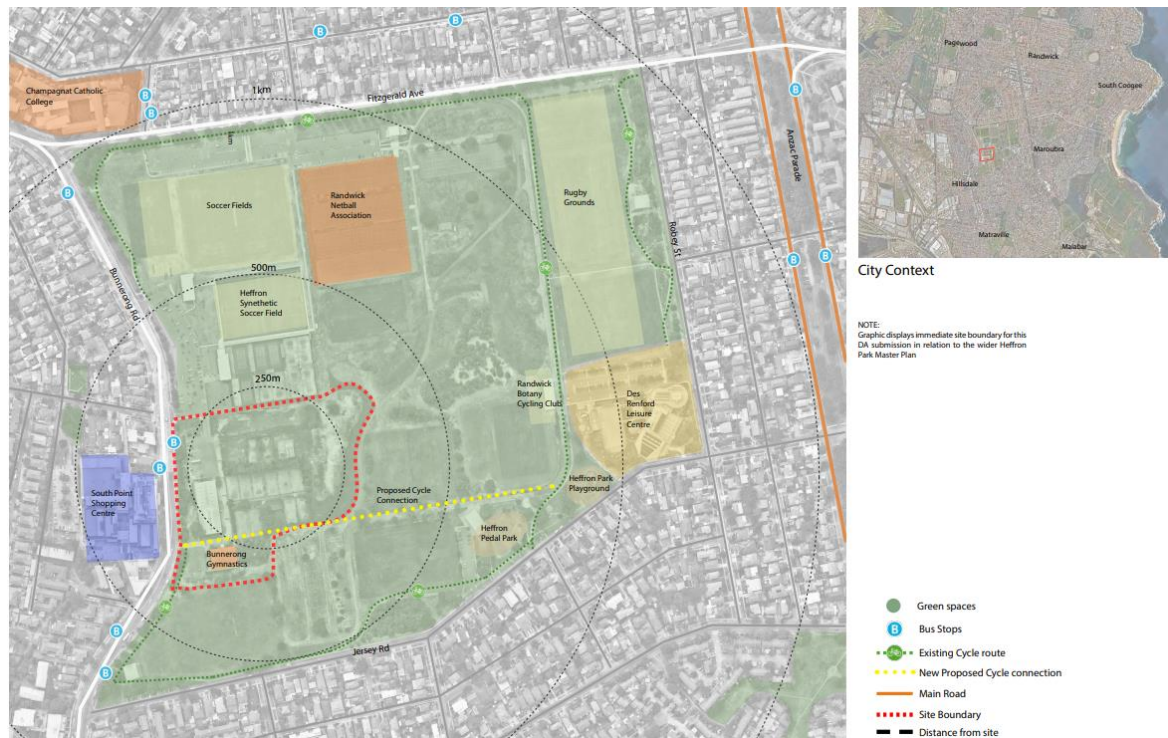 Champagnat Catholic
College
1km
Fitzgerald Ave
Soccer Fields
Randwick
Netball
Association
Rugby
Grounds
Anzac Parade
Robey St
Bunnerong Rd
500m
Heffron
Synethetic
Soccer Field
250m
Randwick
Botany
Cycling Club
Des
Renford
Leisure
Centre
South Point
Shopping
Centre
Proposed Cycle
Connection
Heffron Park
Playground
Heffron
Pedal Park
Bunnerong
Gymnastics
Jersey Rd
B
B
B
B
B
B
B
B
B
B
B
B
Pagewood
Randwick
South Coogee
Maroubra
Hillsdale
Matraville
Malabar
City Context
NOTE:
Graphic displays immediate site boundary for this
DA submission in relation to the wider Heffron
Park Master Plan
Green spaces
B Bus Stops
Existing Cycle route
New Proposed Cycle connection
Main Road
Site Boundary
Distance from site